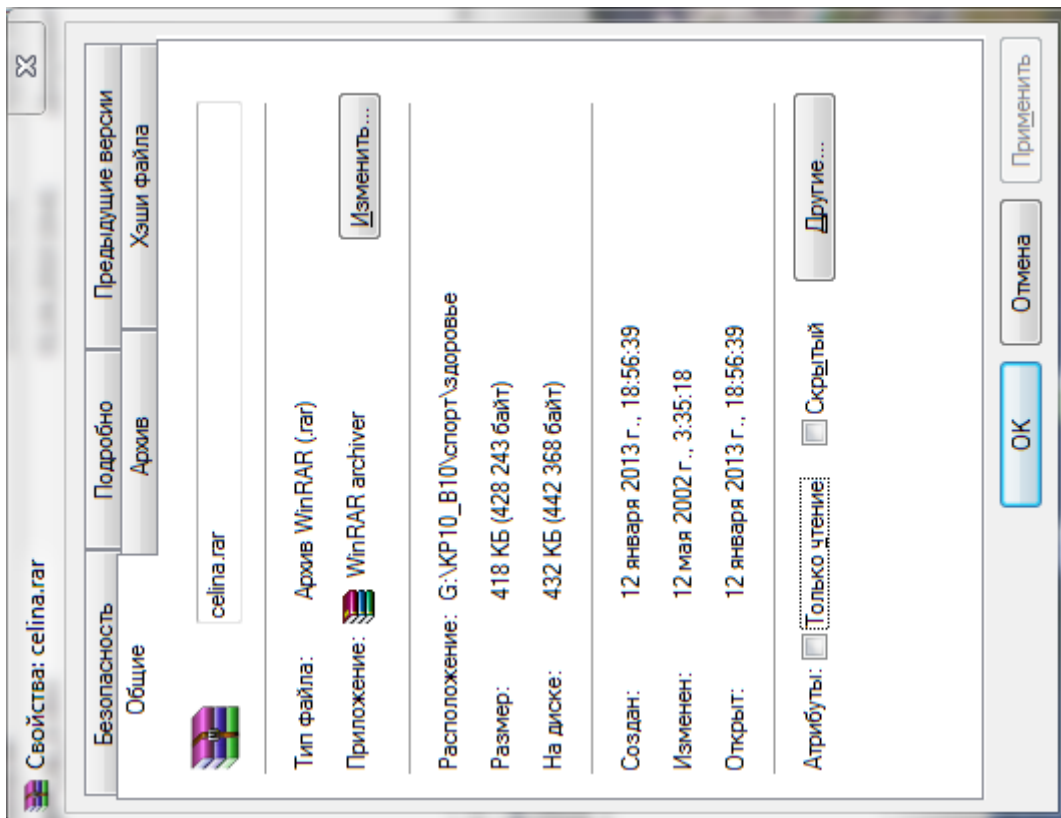 Свойства: celina.rar
Безопасность Подробно Предыдущие версии
Общие Архив Хэши файла
celina.rar
Тип файла: Архив WinRAR (.rar)
Приложение: WinRAR archiver Изменить...
Расположение: G:\KP10_B10\спорт\здоровье
Размер: 418 КБ (428 243 байт)
На диске: 432 КБ (442 368 байт)
Создан: 12 января 2013 г., 18:56:39
Изменен: 12 мая 2002 г., 3:35:18
Открыт: 12 января 2013 г., 18:56:39
Атрибуты: Только чтение Скрытый Другие...
ОК Отмена Применить